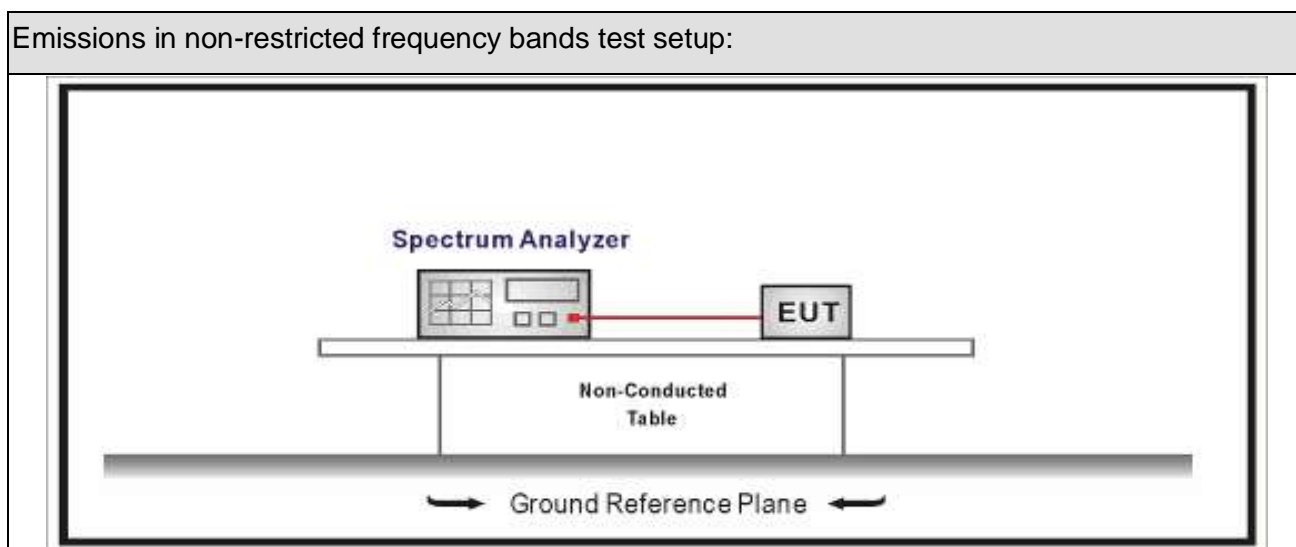 Emissions in non-restricted frequency bands test setup:
Spectrum Analyzer
EUT
Non-Conducted
Table
Ground Reference Plane